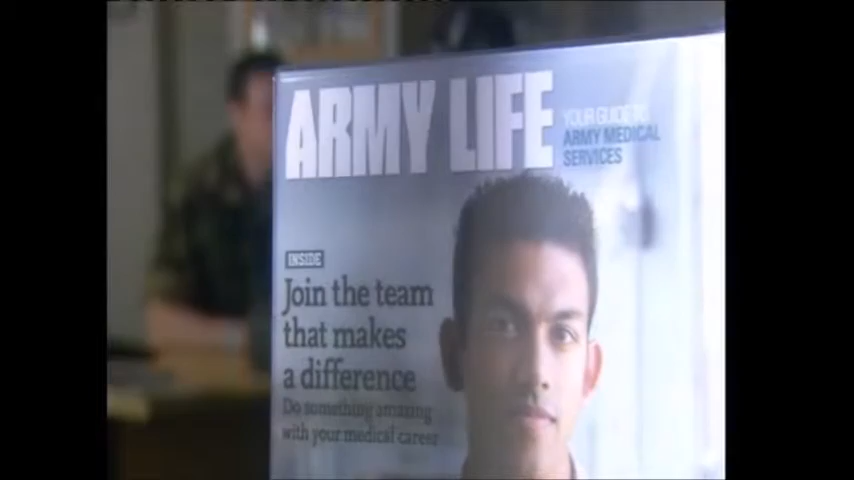 ARMY LIFE
YOUR GUIDE TO
ARMY MEDICAL
SERVICES
INSIDE
Join the team
that makes
a difference
Do something amazing
with your medical career